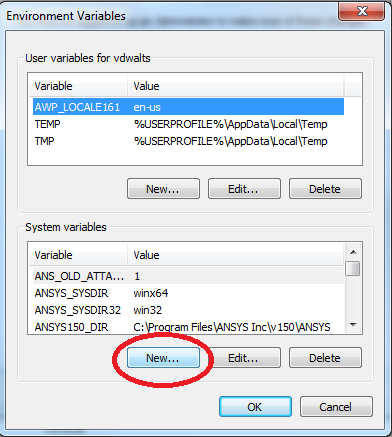 Environment Variables
User variables for vdwalts
Variable Value
AWP_LOCALE161 en-us
TEMP %USERPROFILE%\AppData\Local\Temp
TMP %USERPROFILE%\AppData\Local\Temp
New... Edit... Delete
System variables
Variable Value
ANS_OLD_ATTA... 1
ANSYS_SYSDIR winx64
ANSYS_SYSDIR32 win32
ANSYS150_DIR C:\Program Files\ANSYS Inc\v150\ANSYS
New... Edit... Delete
OK Cancel